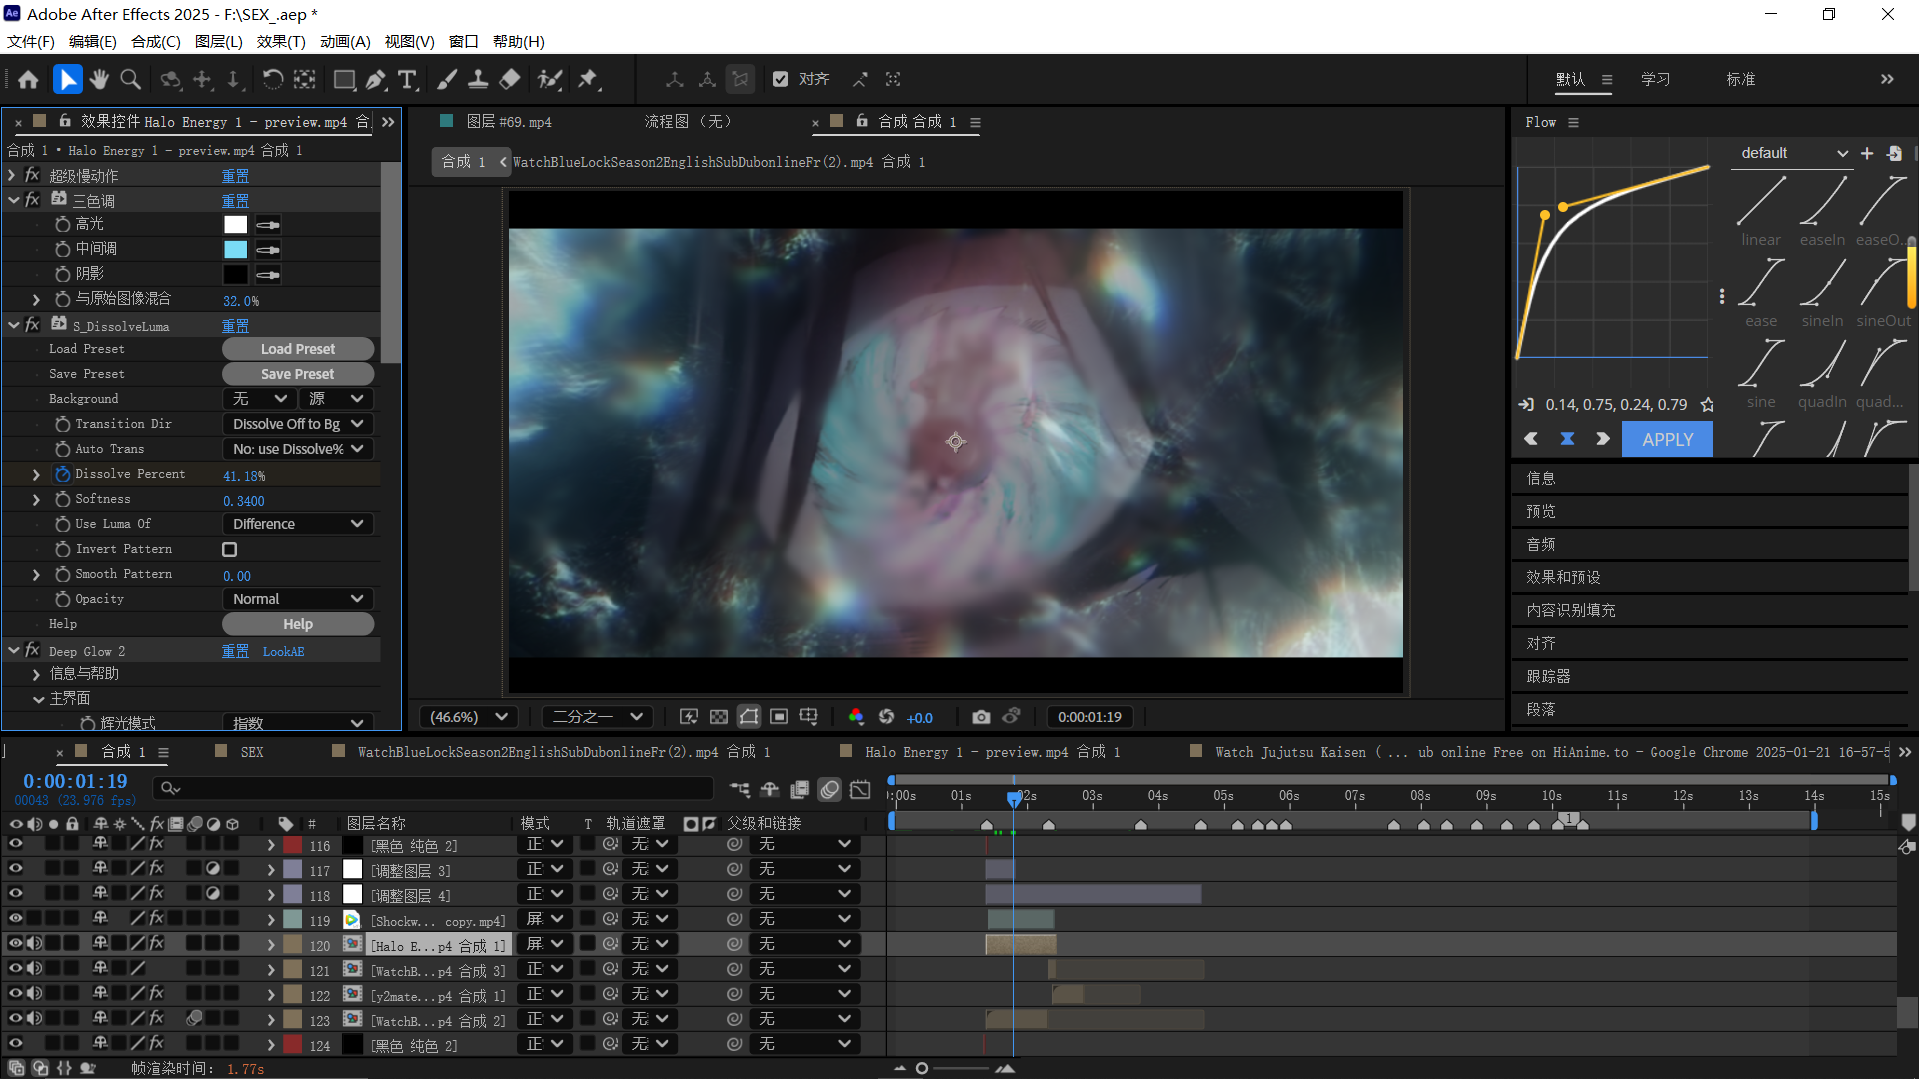 Adobe After Effects 2025 - F:\SEX_.aep *
文件(F) 编辑(E) 合成(C) 图层(L) 效果(T) 动画(A) 视图(V) 窗口 帮助(H)
对齐
默认 学习 标准
效果控件 Halo Energy 1 - preview.mp4 合
图层 #69.mp4 流程图 (无) 合成 合成 1
Flow
合成 1 • Halo Energy 1 - preview.mp4 合成 1
合成 1 WatchBlueLockSeason2EnglishSubDubonlineFr(2).mp4 合成 1
超级慢动作 重置
三色调 重置
高光
中间调
阴影
与原始图像混合 32.0%
S_DissolveLuma 重置
Load Preset Load Preset
Save Preset Save Preset
Background 无 源
Transition Dir Dissolve Off to Bg
Auto Trans No: use Dissolve%
Dissolve Percent 41.18%
Softness 0.3400
Use Luma Of Difference
Invert Pattern
Smooth Pattern 0.00
Opacity Normal
Help Help
Deep Glow 2 重置 LookAE
信息与帮助
主界面
辉光模式 指数
default
linear easeIn easeO...
ease sineIn sineOut
sine quadIn quad...
0.14, 0.75, 0.24, 0.79
APPLY
信息
预览
音频
效果和预设
内容识别填充
对齐
跟踪器
段落
(46.6%) 二分之一 +0.0 0:00:01:19
合成 1 SEX WatchBlueLockSeason2EnglishSubDubonlineFr(2).mp4 合成 1 Halo Energy 1 - preview.mp4 合成 1 Watch Jujutsu Kaisen ( ... ub online Free on HiAnime.to - Google Chrome 2025-01-21 16-57-5
0:00:01:19
00043 (23.976 fps)
:00s 01s 02s 03s 04s 05s 06s 07s 08s 09s 10s 11s 12s 13s 14s 15s
1
# 图层名称 模式 T 轨道遮罩 父级和链接
116 [黑色 纯色 2] 正 无 无
117 [调整图层 3] 正 无 无
118 [调整图层 4] 正 无 无
119 [Shockw... copy.mp4] 屏 无 无
120 [Halo E...p4 合成 1] 屏 无 无
121 [WatchB...p4 合成 3] 正 无 无
122 [y2mate...p4 合成 1] 正 无 无
123 [WatchB...p4 合成 2] 正 无 无
124 [黑色 纯色 2] 正 无 无
帧渲染时间: 1.77s